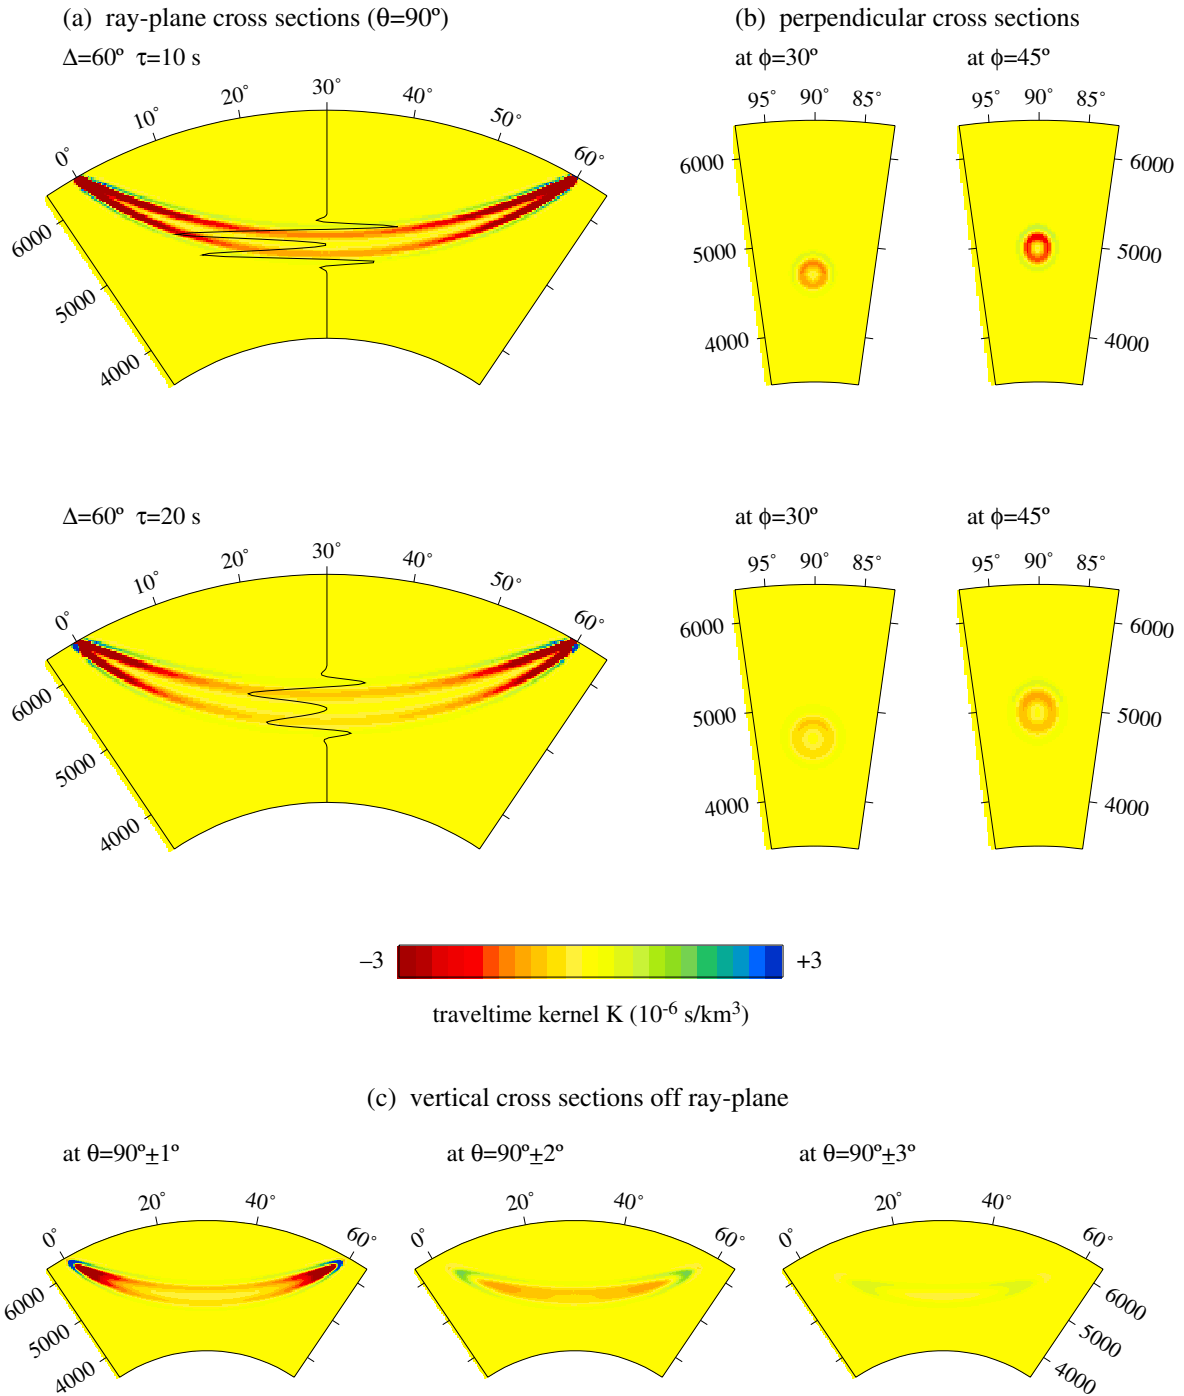 (a) ray-plane cross sections (θ=90º)
(b) perpendicular cross sections
Δ=60º τ=10 s
at ϕ=30º
at ϕ=45º
0˚ 10˚ 20˚ 30˚ 40˚ 50˚ 60˚
6000
5000
4000
95˚ 90˚ 85˚
6000
5000
4000
95˚ 90˚ 85˚
6000
5000
4000
Δ=60º τ=20 s
at ϕ=30º
at ϕ=45º
0˚ 10˚ 20˚ 30˚ 40˚ 50˚ 60˚
6000
5000
4000
95˚ 90˚ 85˚
6000
5000
4000
95˚ 90˚ 85˚
6000
5000
4000
–3 +3
traveltime kernel K (10⁻⁶ s/km³)
(c) vertical cross sections off ray-plane
at θ=90º±1º
at θ=90º±2º
at θ=90º±3º
0˚ 20˚ 40˚ 60˚
6000
5000
4000
0˚ 20˚ 40˚ 60˚
0˚ 20˚ 40˚ 60˚
6000
5000
4000